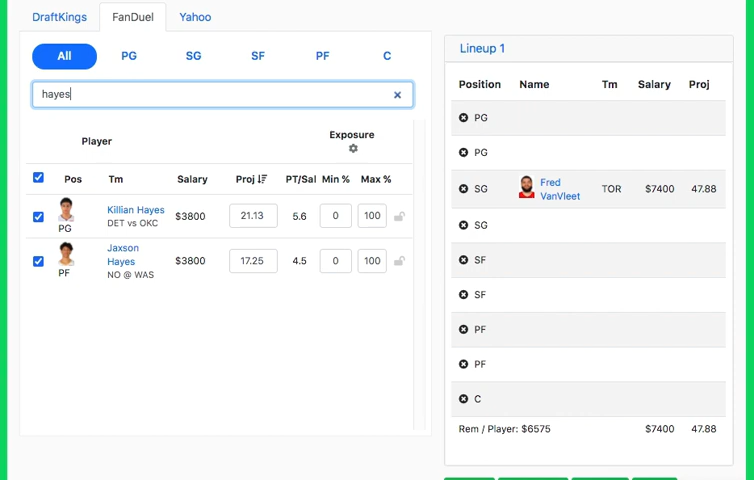 DraftKings FanDuel Yahoo
All PG SG SF PF C
hayes
Player Exposure
Pos Tm Salary Proj PT/Sal Min % Max %
Killian Hayes
PG DET vs OKC $3800 21.13 5.6 0 100
Jaxson
Hayes
PF NO @ WAS $3800 17.25 4.5 0 100
Lineup 1
Position Name Tm Salary Proj
PG
PG
SG Fred
VanVleet TOR $7400 47.88
SG
SF
SF
PF
PF
C
Rem / Player: $6575 $7400 47.88